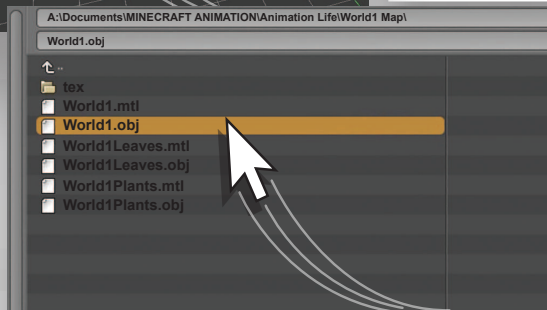 A:\Documents\MINECRAFT ANIMATION\Animation Life\World1 Map\
World1.obj
..
tex
World1.mtl
World1.obj
World1Leaves.mtl
World1Leaves.obj
World1Plants.mtl
World1Plants.obj